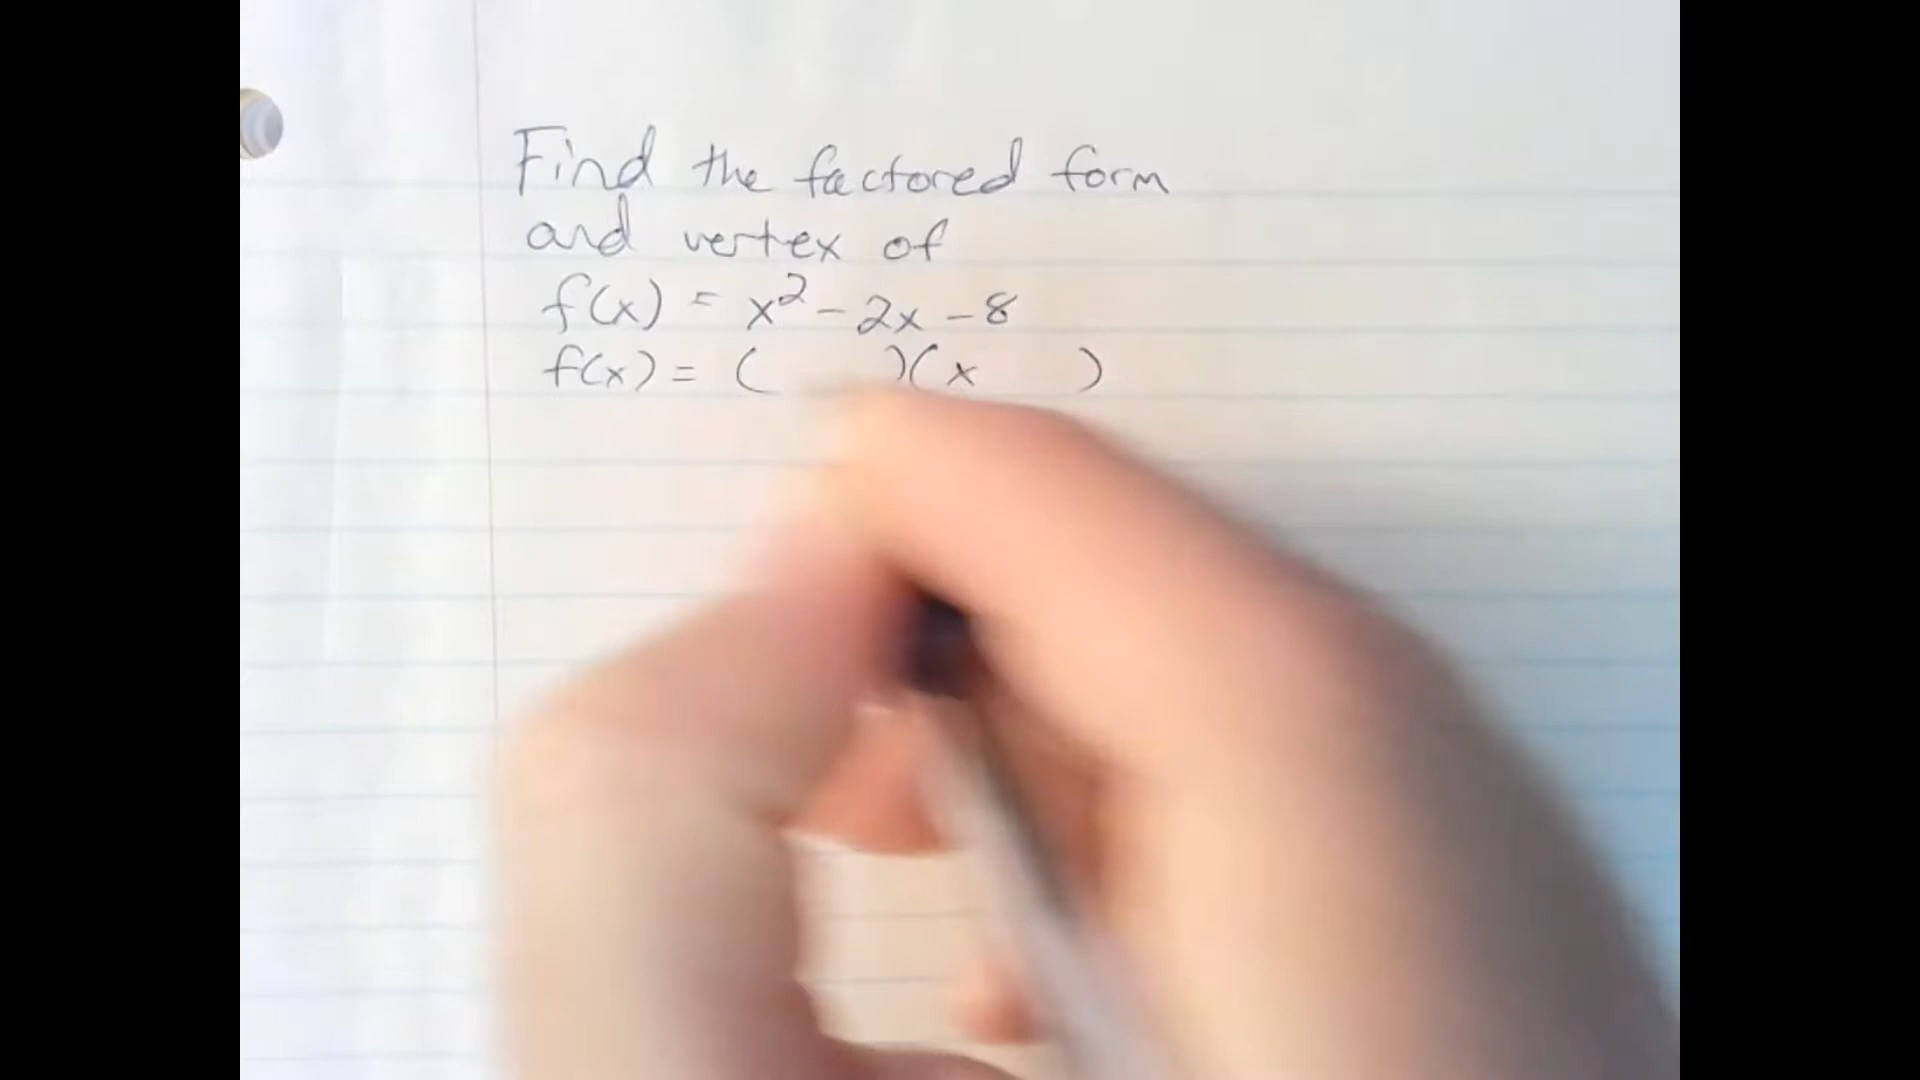 Find the factored form
and vertex of
f(x) = x² - 2x - 8
f(x) = (   )(x   )